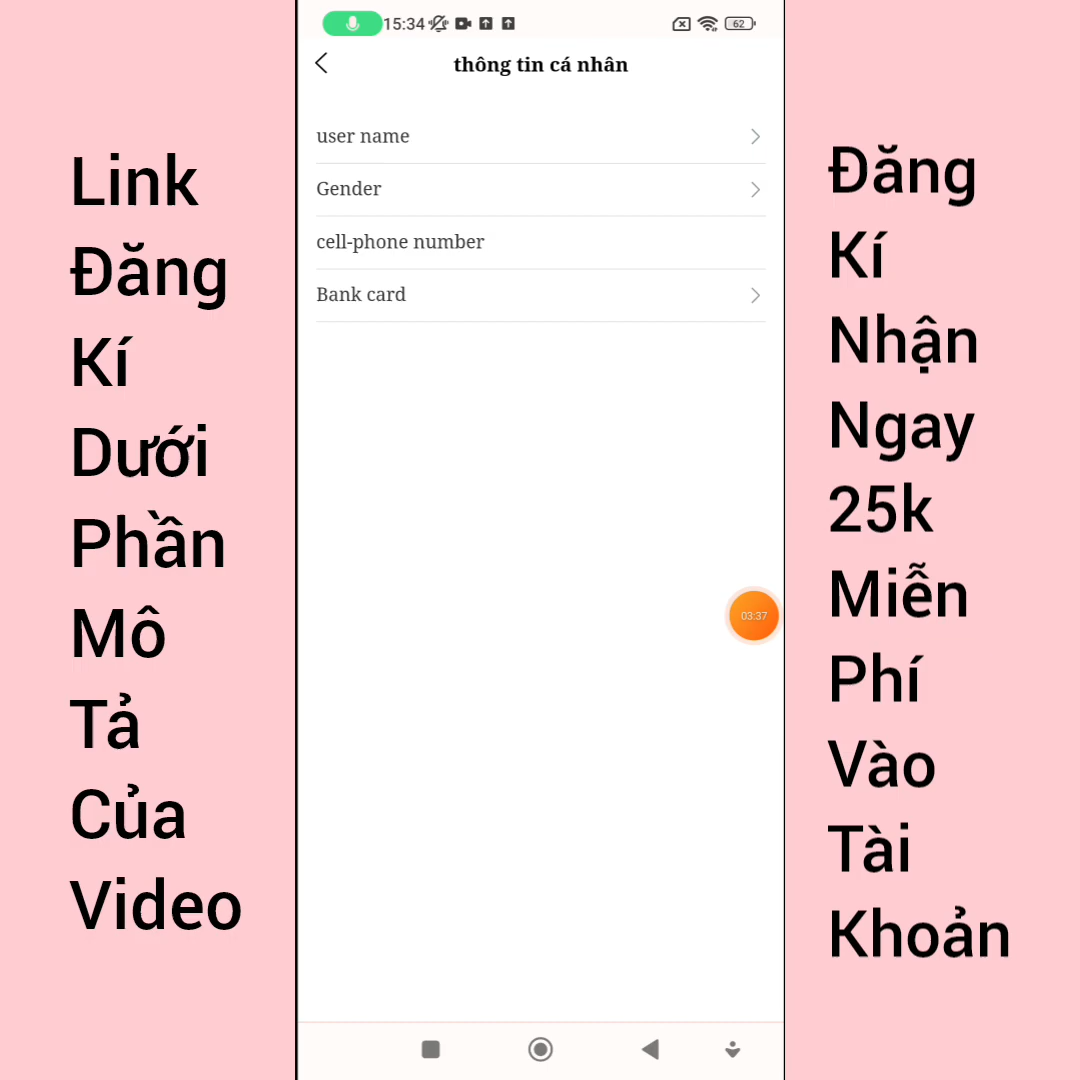 Link
Đăng
Kí
Dưới
Phần
Mô
Tả
Của
Video
15:34
62
thông tin cá nhân
user name
Gender
cell-phone number
Bank card
03:37
Đăng
Kí
Nhận
Ngay
25k
Miễn
Phí
Vào
Tài
Khoản